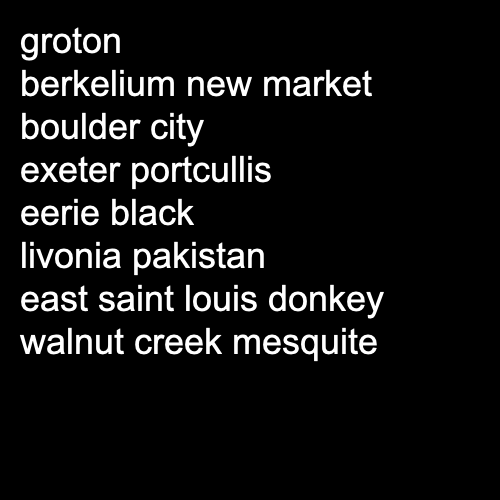 groton
berkelium new market
boulder city
exeter portcullis
eerie black
livonia pakistan
east saint louis donkey
walnut creek mesquite